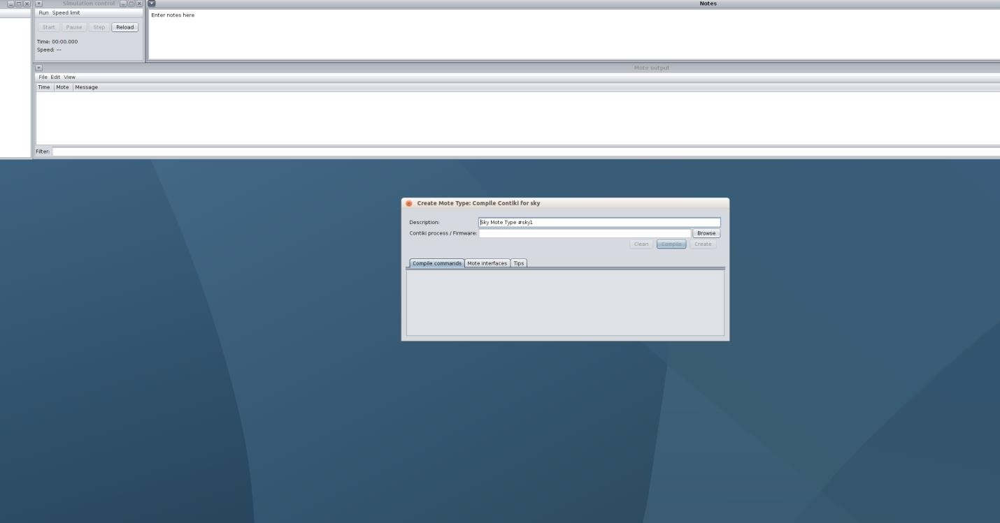 Simulation control
Notes
Run Speed limit
Enter notes here
Start Pause Step Reload
Time: 00:00.000
Speed: ---
Mote output
File Edit View
Time Mote Message
Filter:
Create Mote Type: Compile Contiki for sky
Description: Sky Mote Type #sky1
Contiki process / Firmware: Browse
Clean Compile Create
Compile commands Mote interfaces Tips